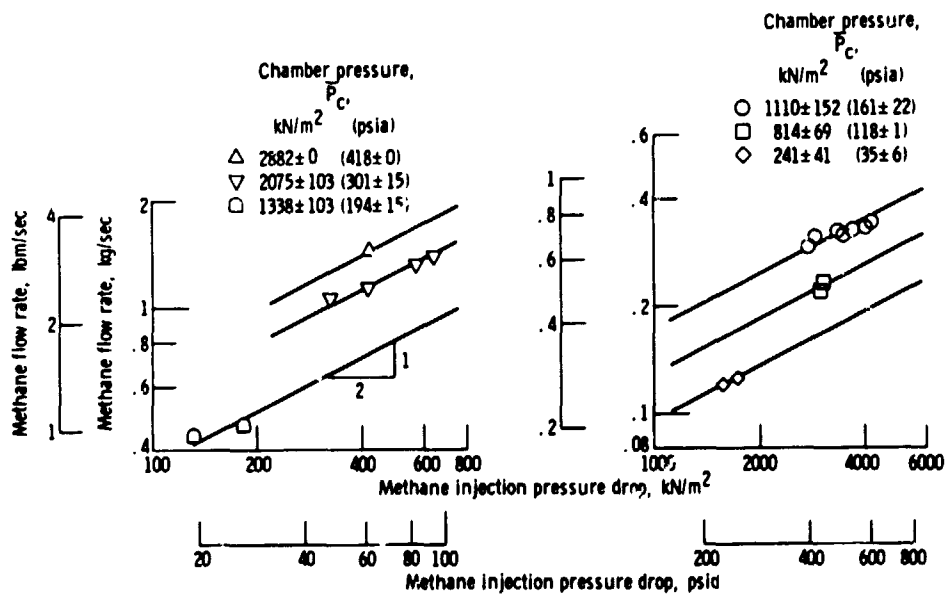 Chamber pressure,
P̄c,
kN/m² (psia)
△ 2882±0 (418±0)
▽ 2075±103 (301±15)
1338±103 (194±15)
Chamber pressure,
P̄c,
kN/m² (psia)
○ 1110±152 (161±22)
□ 814±69 (118±1)
◇ 241±41 (35±6)
Methane flow rate, lbm/sec
4
2
1
Methane flow rate, kg/sec
2
1
.8
.6
.4
1
2
100 200 400 600 800
1
.8
.6
.4
.2
.6
.4
.2
.1
.08
1000 2000 4000 6000
Methane injection pressure drop, kN/m²
20 40 60 80 100
200 400 600 800
Methane injection pressure drop, psid